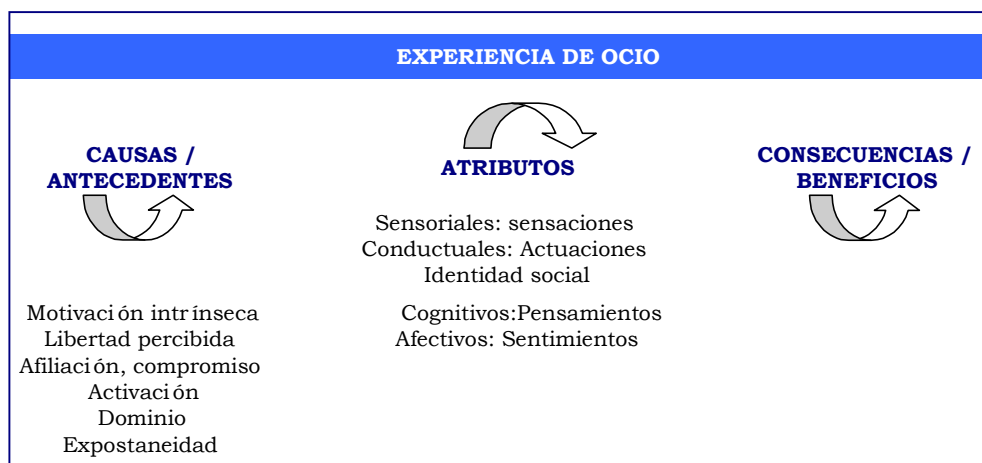 EXPERIENCIA DE OCIO
CAUSAS /
ANTECEDENTES
Motivación intrínseca
Libertad percibida
Afiliación, compromiso
Activación
Dominio
Expostaneidad
ATRIBUTOS
Sensoriales: sensaciones
Conductuales: Actuaciones
Identidad social
Cognitivos:Pensamientos
Afectivos: Sentimientos
CONSECUENCIAS /
BENEFICIOS